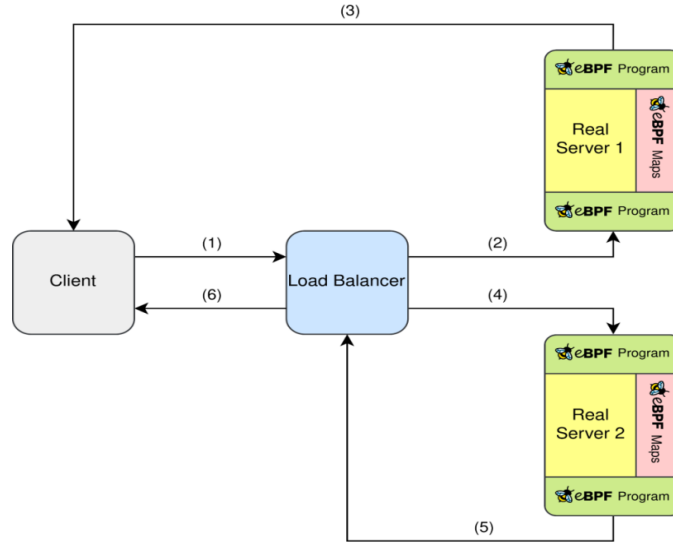 (3)
eBPF Program
Real
Server 1
eBPF Maps
eBPF Program
(1)
(2)
Client
Load Balancer
(6)
(4)
eBPF Program
Real
Server 2
eBPF Maps
eBPF Program
(5)